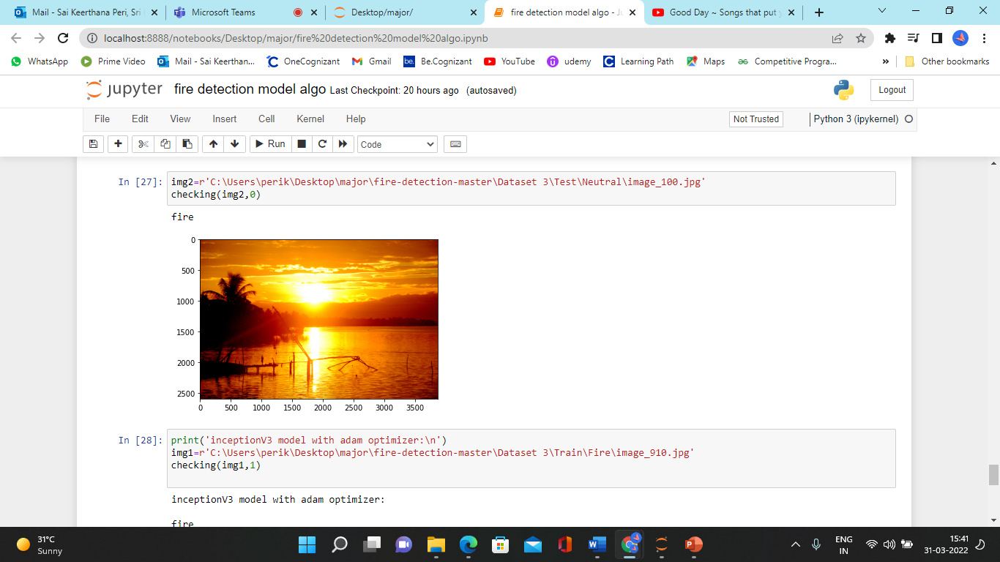 Mail - Sai Keerthana Peri, Sri
Microsoft Teams
Desktop/major/
fire detection model algo - Ju
Good Day ~ Songs that put y
localhost:8888/notebooks/Desktop/major/fire%20detection%20model%20algo.ipynb
WhatsApp
Prime Video
Mail - Sai Keerthan...
OneCognizant
Gmail
be.
Be.Cognizant
YouTube
udemy
Learning Path
Maps
Competitive Progra...
»
Other bookmarks
jupyter fire detection model algo Last Checkpoint: 20 hours ago (autosaved)
Logout
File Edit View Insert Cell Kernel Help
Not Trusted
Python 3 (ipykernel)
Run
Code
In [27]:
img2=r'C:\Users\perik\Desktop\major\fire-detection-master\Dataset 3\Test\Neutral\image_100.jpg'
checking(img2,0)
fire
0
500
1000
1500
2000
2500
0 500 1000 1500 2000 2500 3000 3500
In [28]:
print('inceptionV3 model with adam optimizer:\n')
img1=r'C:\Users\perik\Desktop\major\fire-detection-master\Dataset 3\Train\Fire\image_910.jpg'
checking(img1,1)
inceptionV3 model with adam optimizer:
fire
31°C
Sunny
ENG
IN
15:41
31-03-2022